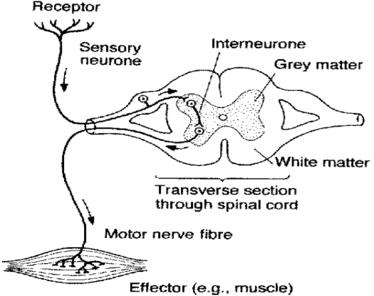 Receptor
Sensory
neurone
Interneurone
Grey matter
White matter
Transverse section
through spinal cord
Motor nerve fibre
Effector (e.g., muscle)